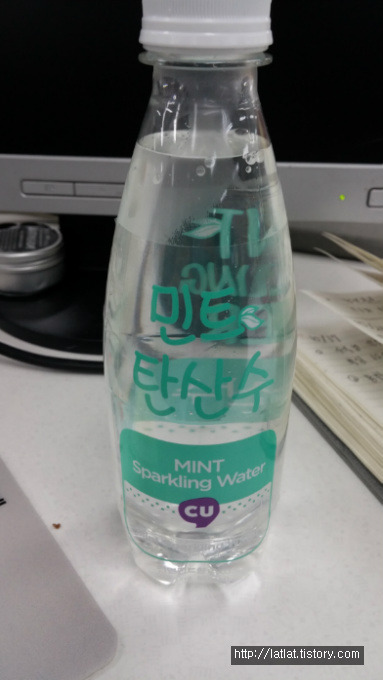 민트
탄산수
MINT
Sparkling Water
CU
http://latlat.tistory.com